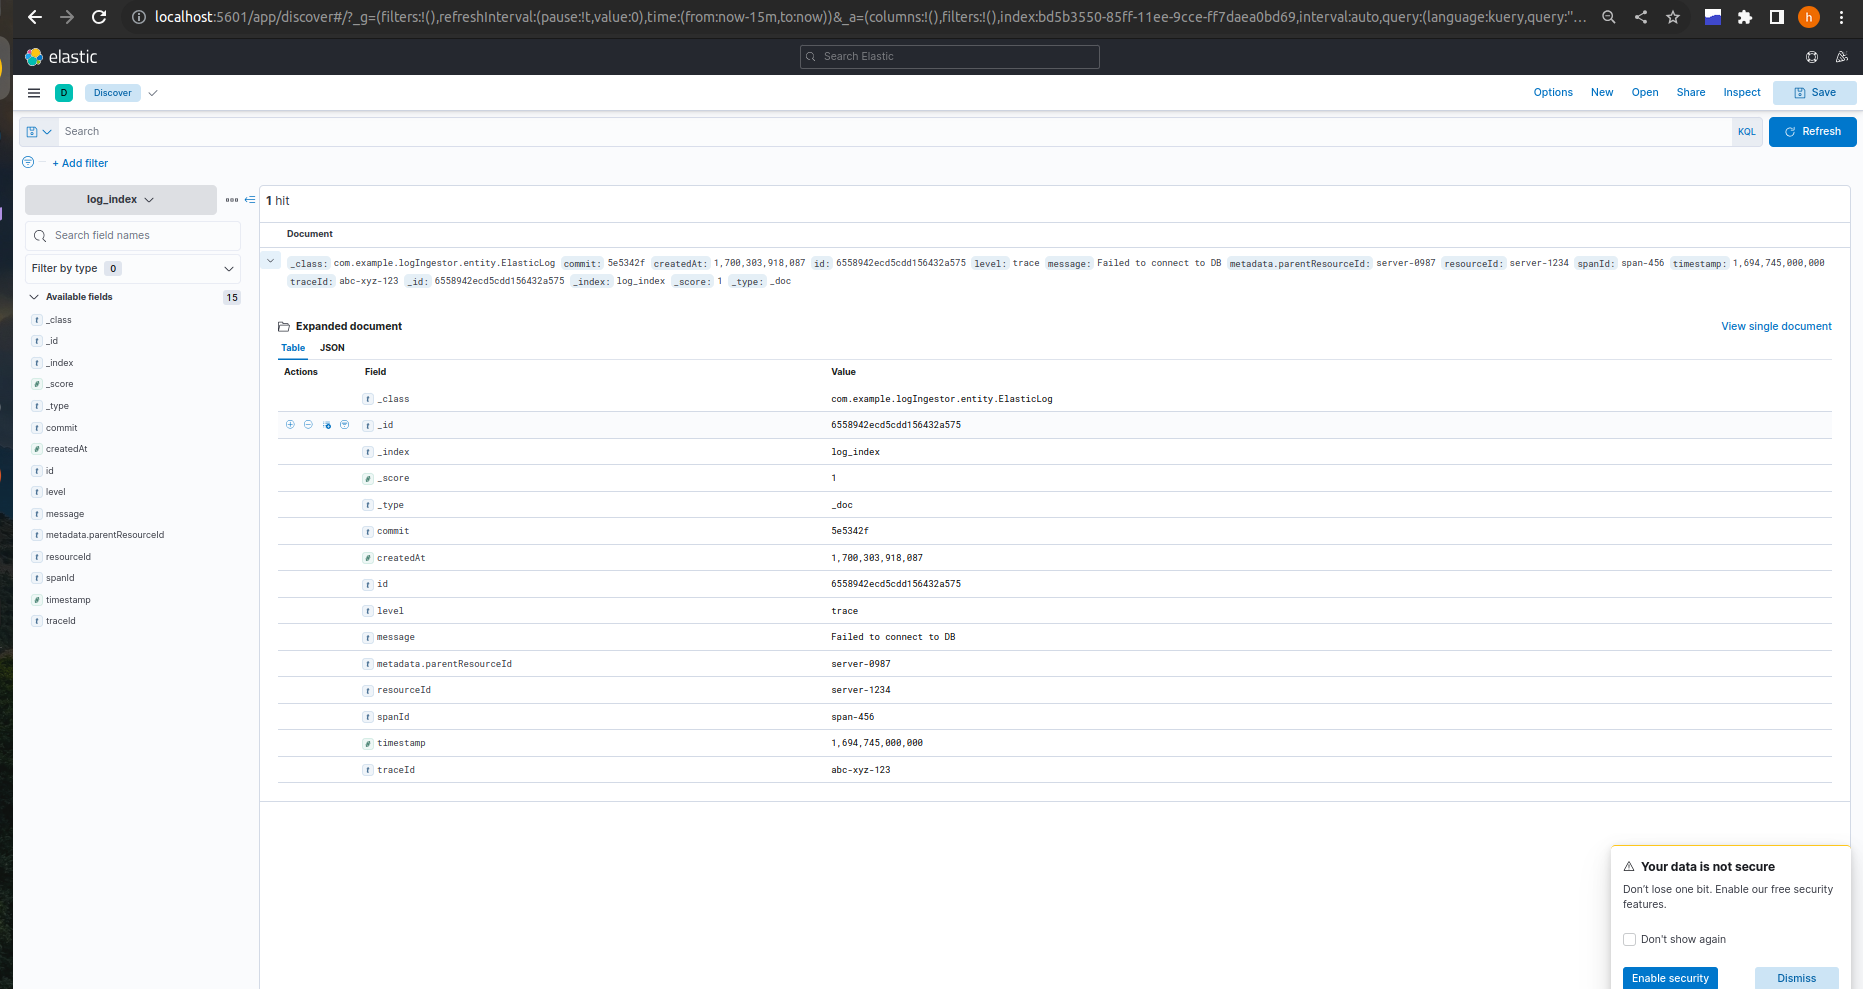 localhost:5601/app/discover#/?_g=(filters:!(),refreshInterval:(pause:!t,value:0),time:(from:now-15m,to:now))&_a=(columns:!(),filters:!(),index:bd5b3550-85ff-11ee-9cce-ff7daea0bd69,interval:auto,query:(language:kuery,query:"...
h
elastic
Search Elastic
D
Discover
Options New Open Share Inspect Save
Search
KQL
Refresh
+ Add filter
log_index
1 hit
Search field names
Document
Filter by type 0
_class: com.example.logIngestor.entity.ElasticLog commit: 5e5342f createdAt: 1,700,303,918,087 id: 6558942ecd5cdd156432a575 level: trace message: Failed to connect to DB metadata.parentResourceId: server-0987 resourceId: server-1234 spanId: span-456 timestamp: 1,694,745,000,000
traceId: abc-xyz-123 _id: 6558942ecd5cdd156432a575 _index: log_index _score: 1 _type: _doc
Available fields 15
t _class
t _id
t _index
# _score
t _type
t commit
# createdAt
t id
t level
t message
t metadata.parentResourceId
t resourceId
t spanId
# timestamp
t traceId
Expanded document
View single document
Table JSON
Actions Field Value
t _class com.example.logIngestor.entity.ElasticLog
t _id 6558942ecd5cdd156432a575
t _index log_index
# _score 1
t _type _doc
t commit 5e5342f
# createdAt 1,700,303,918,087
t id 6558942ecd5cdd156432a575
t level trace
t message Failed to connect to DB
t metadata.parentResourceId server-0987
t resourceId server-1234
t spanId span-456
# timestamp 1,694,745,000,000
t traceId abc-xyz-123
Your data is not secure
Don't lose one bit. Enable our free security
features.
Don't show again
Enable security
Dismiss